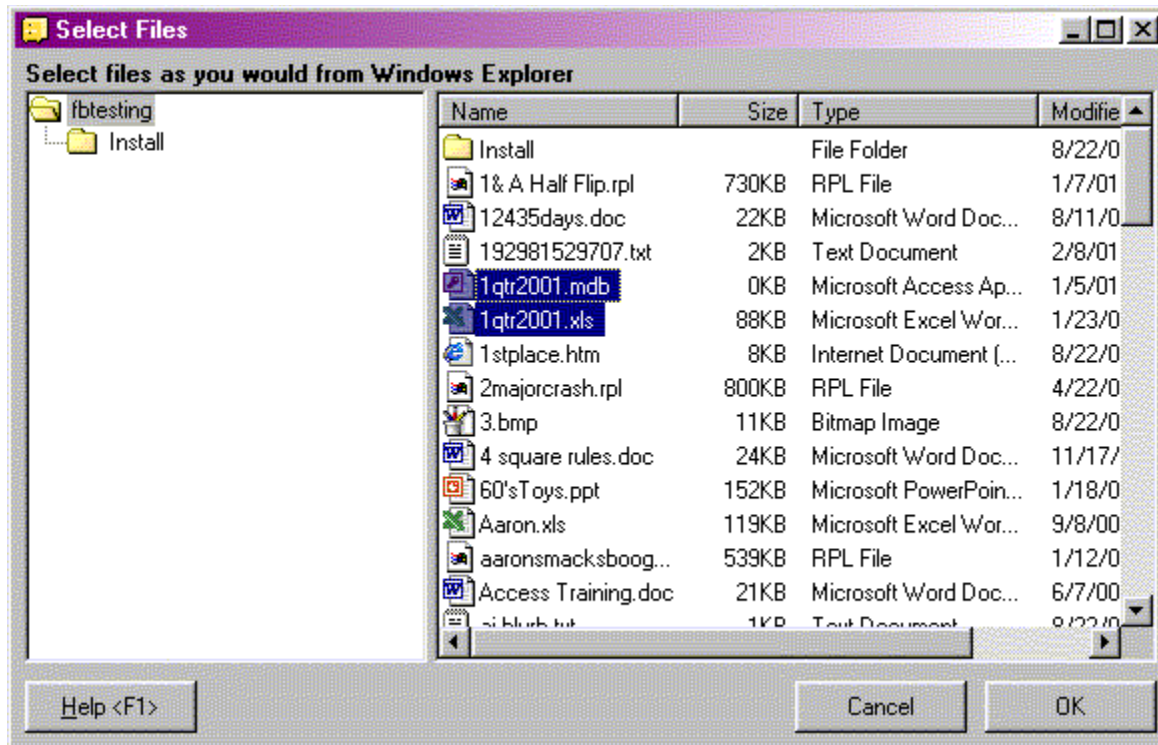 Select Files
Select files as you would from Windows Explorer
fbtesting
Install
Name Size Type Modifie
Install File Folder 8/22/0
1& A Half Flip.rpl 730KB RPL File 1/7/01
12435days.doc 22KB Microsoft Word Doc... 8/11/0
192981529707.txt 2KB Text Document 2/8/01
1qtr2001.mdb 0KB Microsoft Access Ap... 1/5/01
1qtr2001.xls 88KB Microsoft Excel Wor... 1/23/0
1stplace.htm 8KB Internet Document (... 8/22/0
2majorcrash.rpl 800KB RPL File 4/22/0
3.bmp 11KB Bitmap Image 8/22/0
4 square rules.doc 24KB Microsoft Word Doc... 11/17/
60'sToys.ppt 152KB Microsoft PowerPoin... 1/18/0
Aaron.xls 119KB Microsoft Excel Wor... 9/8/00
aaronsmacksboog... 539KB RPL File 1/12/0
Access Training.doc 21KB Microsoft Word Doc... 6/7/00
1KB Text Document 8/22/0
Help <F1> Cancel OK